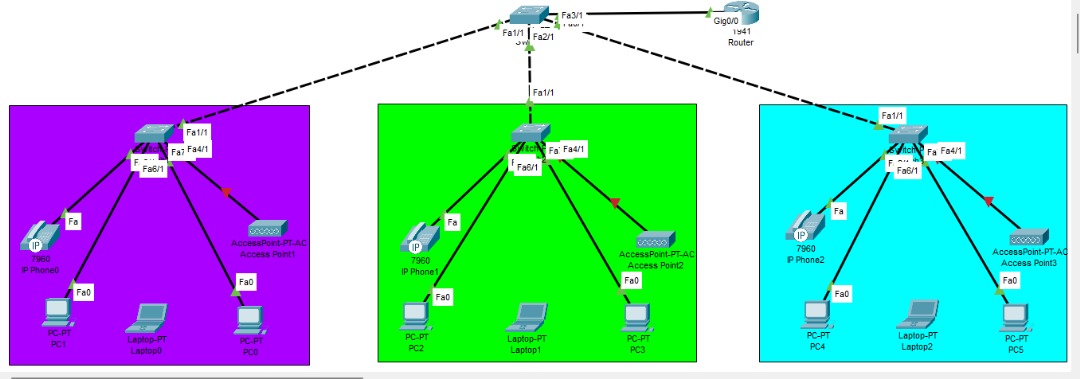 Fa3/1
Fa1/1
Fa2/1
Gig0/0
1941
Router
Fa1/1
Fa1/1
Fa4/1
Fa6/1
Fa
7960
IP Phone0
IP
AccessPoint-PT-AC
Access Point1
Fa0
Fa0
PC-PT
PC1
Laptop-PT
Laptop0
PC-PT
PC0
Fa4/1
Fa6/1
Fa
IP
7960
IP Phone1
AccessPoint-PT-AC
Access Point2
Fa0
Fa0
PC-PT
PC2
Laptop-PT
Laptop1
PC-PT
PC3
Fa1/1
Fa
Fa4/1
Fa6/1
Fa
IP
7960
IP Phone2
AccessPoint-PT-AC
Access Point3
Fa0
Fa0
PC-PT
PC4
Laptop-PT
Laptop2
PC-PT
PC5